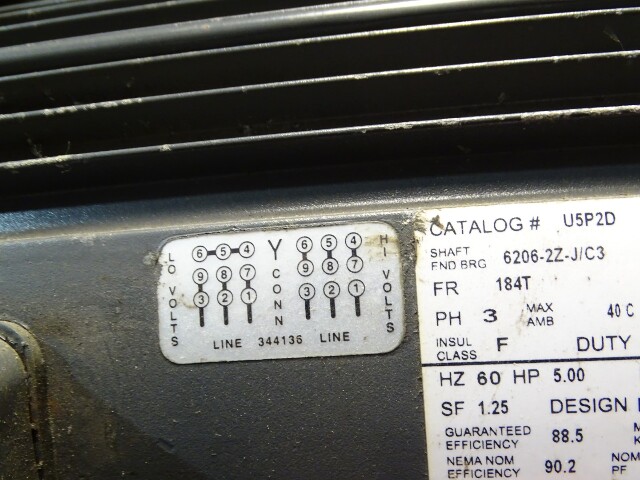 LO VOLTS
6 5 4
9 8 7
3 2 1
Y CONN
6 5 4
9 8 7
3 2 1
HI VOLTS
LINE 344136 LINE
CATALOG # U5P2D
SHAFT
END BRG 6206-2Z-J/C3
FR 184T
PH 3 MAX AMB 40 C
INSUL CLASS F DUTY
HZ 60 HP 5.00
SF 1.25 DESIGN
GUARANTEED EFFICIENCY 88.5
NEMA NOM EFFICIENCY 90.2 NOM PF